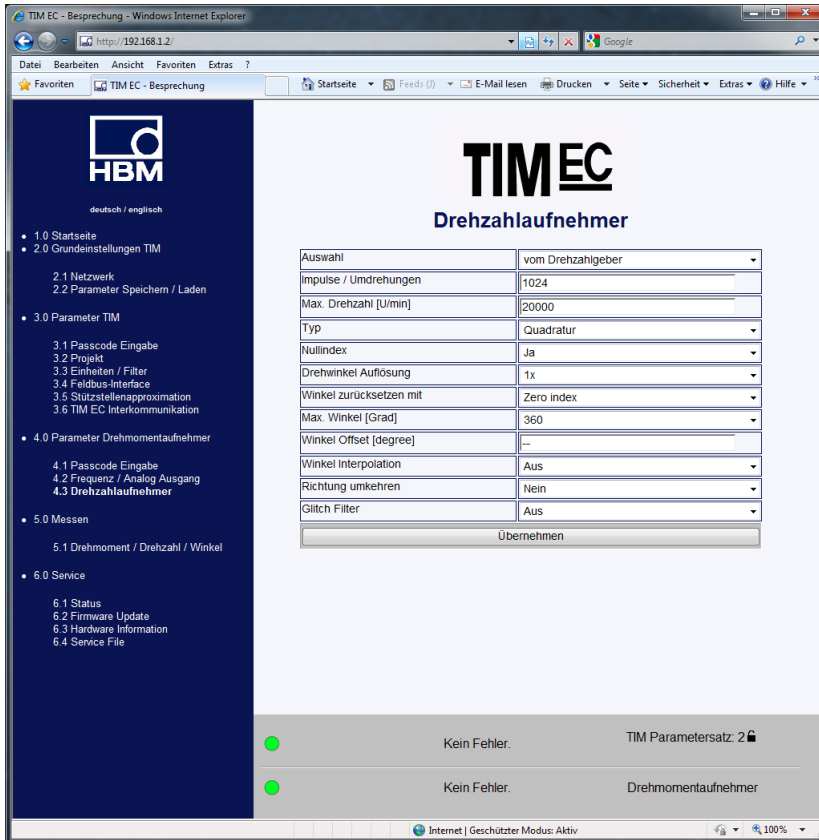 TIM EC - Besprechung - Windows Internet Explorer
http://192.168.1.2/
Google
Datei Bearbeiten Ansicht Favoriten Extras ?
Favoriten TIM EC - Besprechung Startseite Feeds (J) E-Mail lesen Drucken Seite Sicherheit Extras Hilfe
HBM
deutsch / englisch
1.0 Startseite
2.0 Grundeinstellungen TIM
2.1 Netzwerk
2.2 Parameter Speichern / Laden
3.0 Parameter TIM
3.1 Passcode Eingabe
3.2 Projekt
3.3 Einheiten / Filter
3.4 Feldbus-Interface
3.5 Stützstellenapproximation
3.6 TIM EC Interkommunikation
4.0 Parameter Drehmomentaufnehmer
4.1 Passcode Eingabe
4.2 Frequenz / Analog Ausgang
4.3 Drehzahlaufnehmer
5.0 Messen
5.1 Drehmoment / Drehzahl / Winkel
6.0 Service
6.1 Status
6.2 Firmware Update
6.3 Hardware Information
6.4 Service File
TIM EC
Drehzahlaufnehmer
Auswahl vom Drehzahlgeber
Impulse / Umdrehungen 1024
Max. Drehzahl [U/min] 20000
Typ Quadratur
Nullindex Ja
Drehwinkel Auflösung 1x
Winkel zurücksetzen mit Zero index
Max. Winkel [Grad] 360
Winkel Offset [degree] --
Winkel Interpolation Aus
Richtung umkehren Nein
Glitch Filter Aus
Übernehmen
Kein Fehler. TIM Parametersatz: 2
Kein Fehler. Drehmomentaufnehmer
Internet | Geschützter Modus: Aktiv 100%